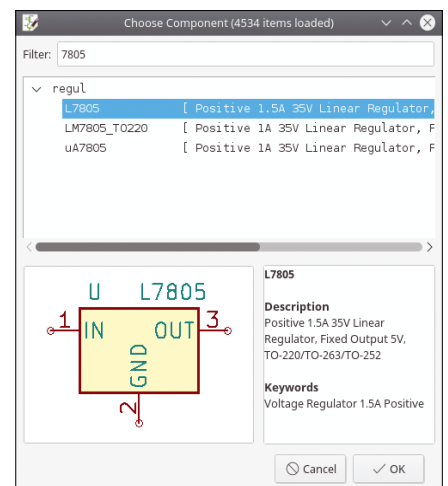 Choose Component (4534 items loaded)
Filter: 7805
regul
L7805 [ Positive 1.5A 35V Linear Regulator,
LM7805_TO220 [ Positive 1A 35V Linear Regulator, F
uA7805 [ Positive 1A 35V Linear Regulator, F
U L7805
1 IN OUT 3
GND
2
L7805
Description
Positive 1.5A 35V Linear
Regulator, Fixed Output 5V,
TO-220/TO-263/TO-252
Keywords
Voltage Regulator 1.5A Positive
Cancel OK